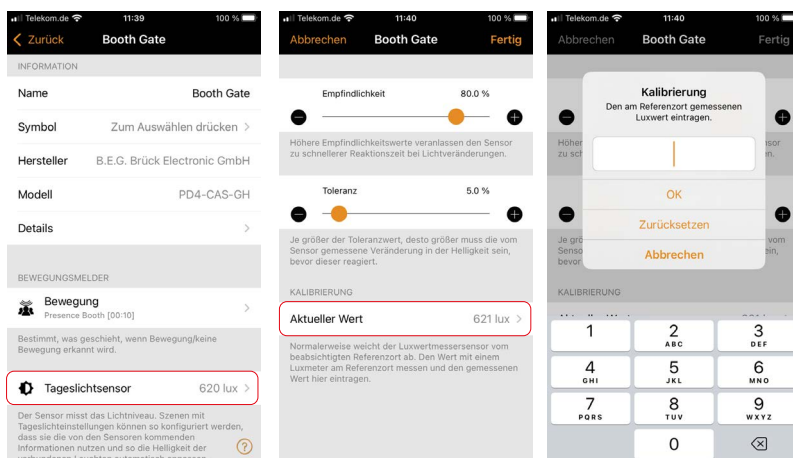 Telekom.de 11:39 100 %
Zurück Booth Gate
INFORMATION
Name Booth Gate
Symbol Zum Auswählen drücken
Hersteller B.E.G. Brück Electronic GmbH
Modell PD4-CAS-GH
Details
BEWEGUNGSMELDER
Bewegung
Presence Booth [00:10]
Bestimmt, was geschieht, wenn Bewegung/keine
Bewegung erkannt wird.
Tageslichtsensor 620 lux
Der Sensor misst das Lichtniveau. Szenen mit
Tageslichteinstellungen können so konfiguriert werden,
dass sie die von den Sensoren kommenden
Informationen nutzen und so die Helligkeit der
?
Telekom.de 11:40 100 %
Abbrechen Booth Gate Fertig
Empfindlichkeit 80.0 %
Höhere Empfindlichkeitswerte veranlassen den Sensor
zu schnellerer Reaktionszeit bei Lichtveränderungen.
Toleranz 5.0 %
Je größer der Toleranzwert, desto größer muss die vom
Sensor gemessene Veränderung in der Helligkeit sein,
bevor dieser reagiert.
KALIBRIERUNG
Aktueller Wert 621 lux
Normalerweise weicht der Luxwertmessersensor vom
beabsichtigten Referenzort ab. Den Wert mit einem
Luxmeter am Referenzort messen und den gemessenen
Wert hier eintragen.
Telekom.de 11:40 100 %
Abbrechen Booth Gate Fertig
Kalibrierung
Den am Referenzort gemessenen
Luxwert eintragen.
OK
Zurücksetzen
Abbrechen
KALIBRIERUNG
1 2 3
ABC DEF
4 5 6
GHI JKL MNO
7 8 9
PQRS TUV WXYZ
0